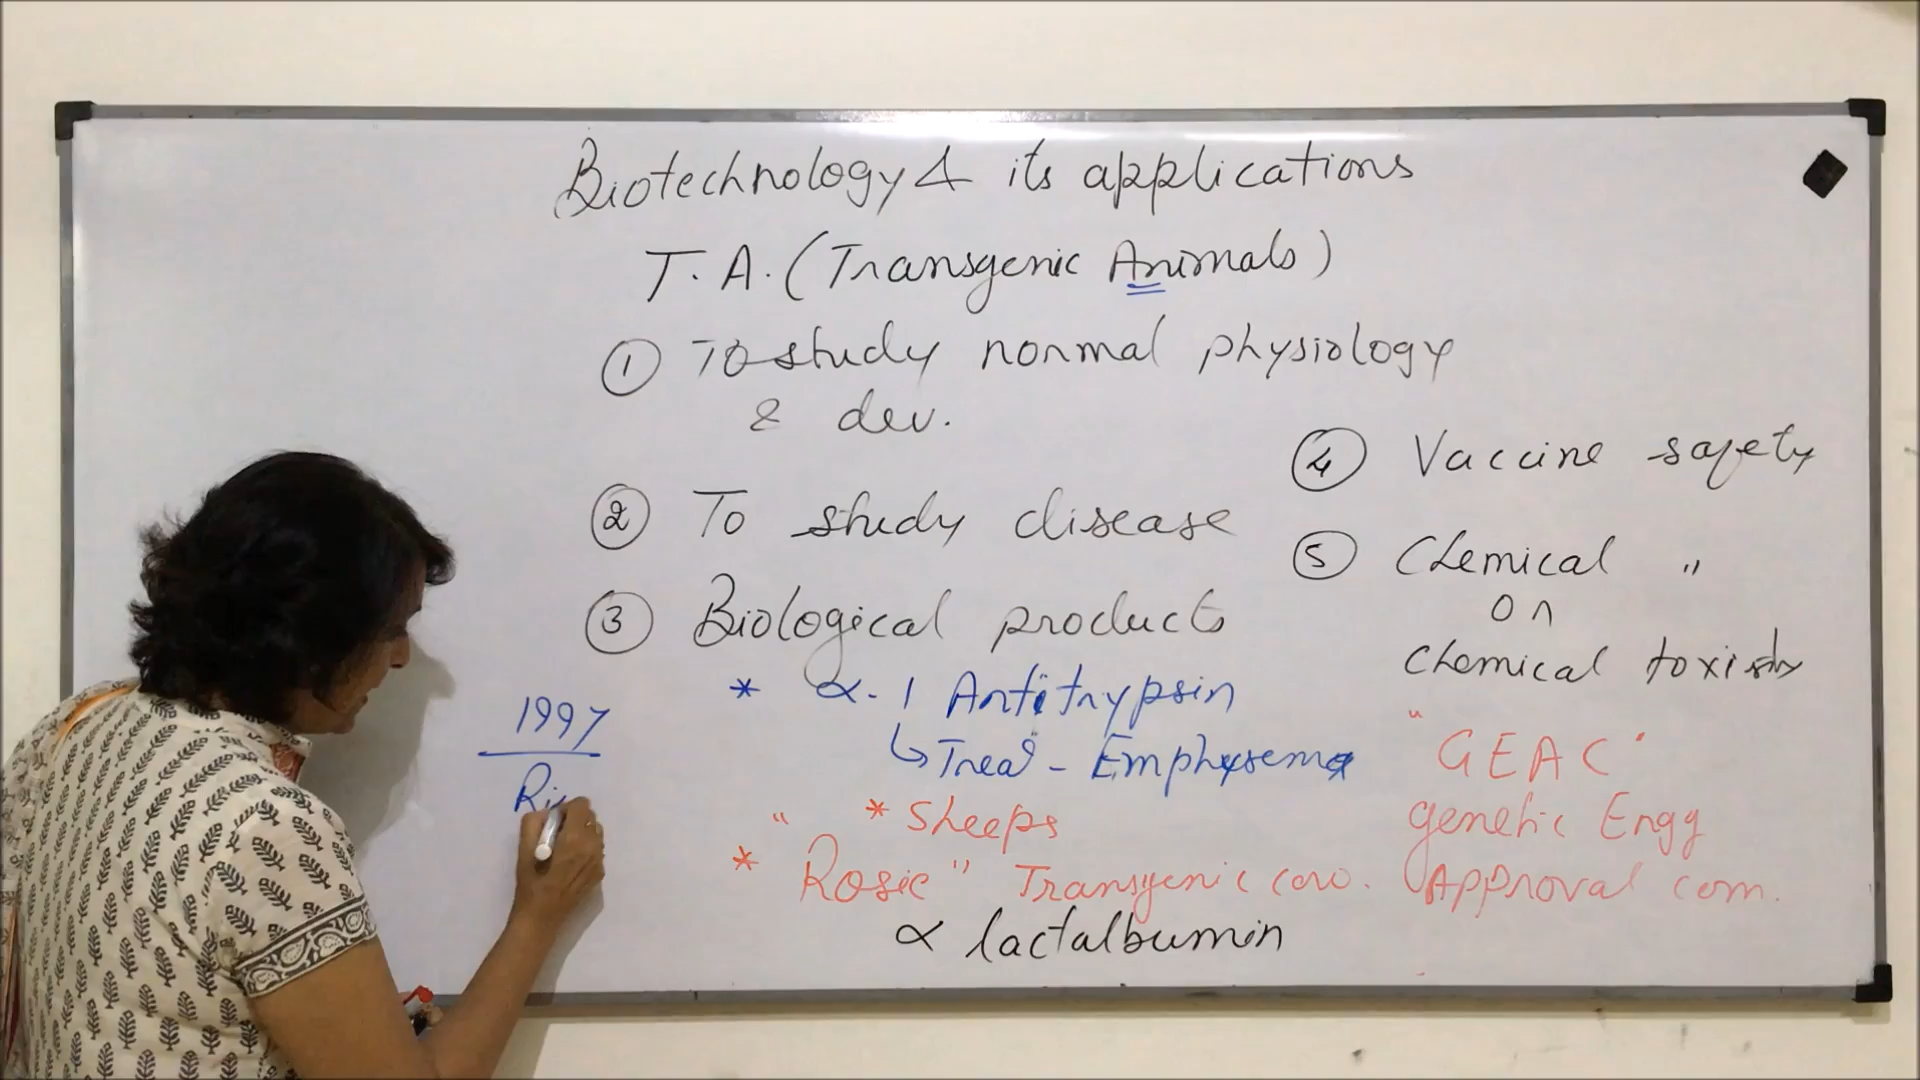 Biotechnology & its applications
T. A. (Transgenic Animals)
① To study normal physiology
& dev.
② To study disease
③ Biological products
* α-1 Antitrypsin
↳ Treat - Emphysema
* Sheeps
* "Rosie" Transgenic cow.
α lactalbumin
④ Vaccine safety
⑤ Chemical "
or
Chemical toxicity
"GEAC"
genetic Engg
Approval com.
1997
Ri